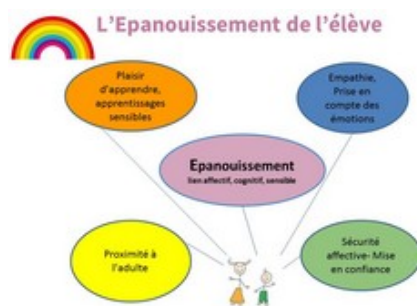 L'Epanouissement de l'élève
Plaisir
d'apprendre,
apprentissages
sensibles
Empathie,
Prise en
compte des
émotions
Epanouissement
lien affectif, cognitif, sensible
Proximité à
l'adulte
Sécurité
affective- Mise
en confiance